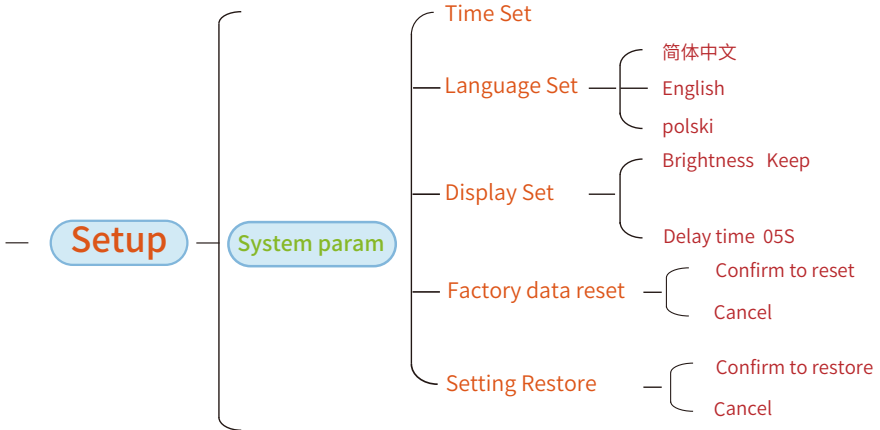 Setup
System param
Time Set
Language Set
简体中文
English
polski
Display Set
Brightness Keep
Delay time 05S
Factory data reset
Confirm to reset
Cancel
Setting Restore
Confirm to restore
Cancel